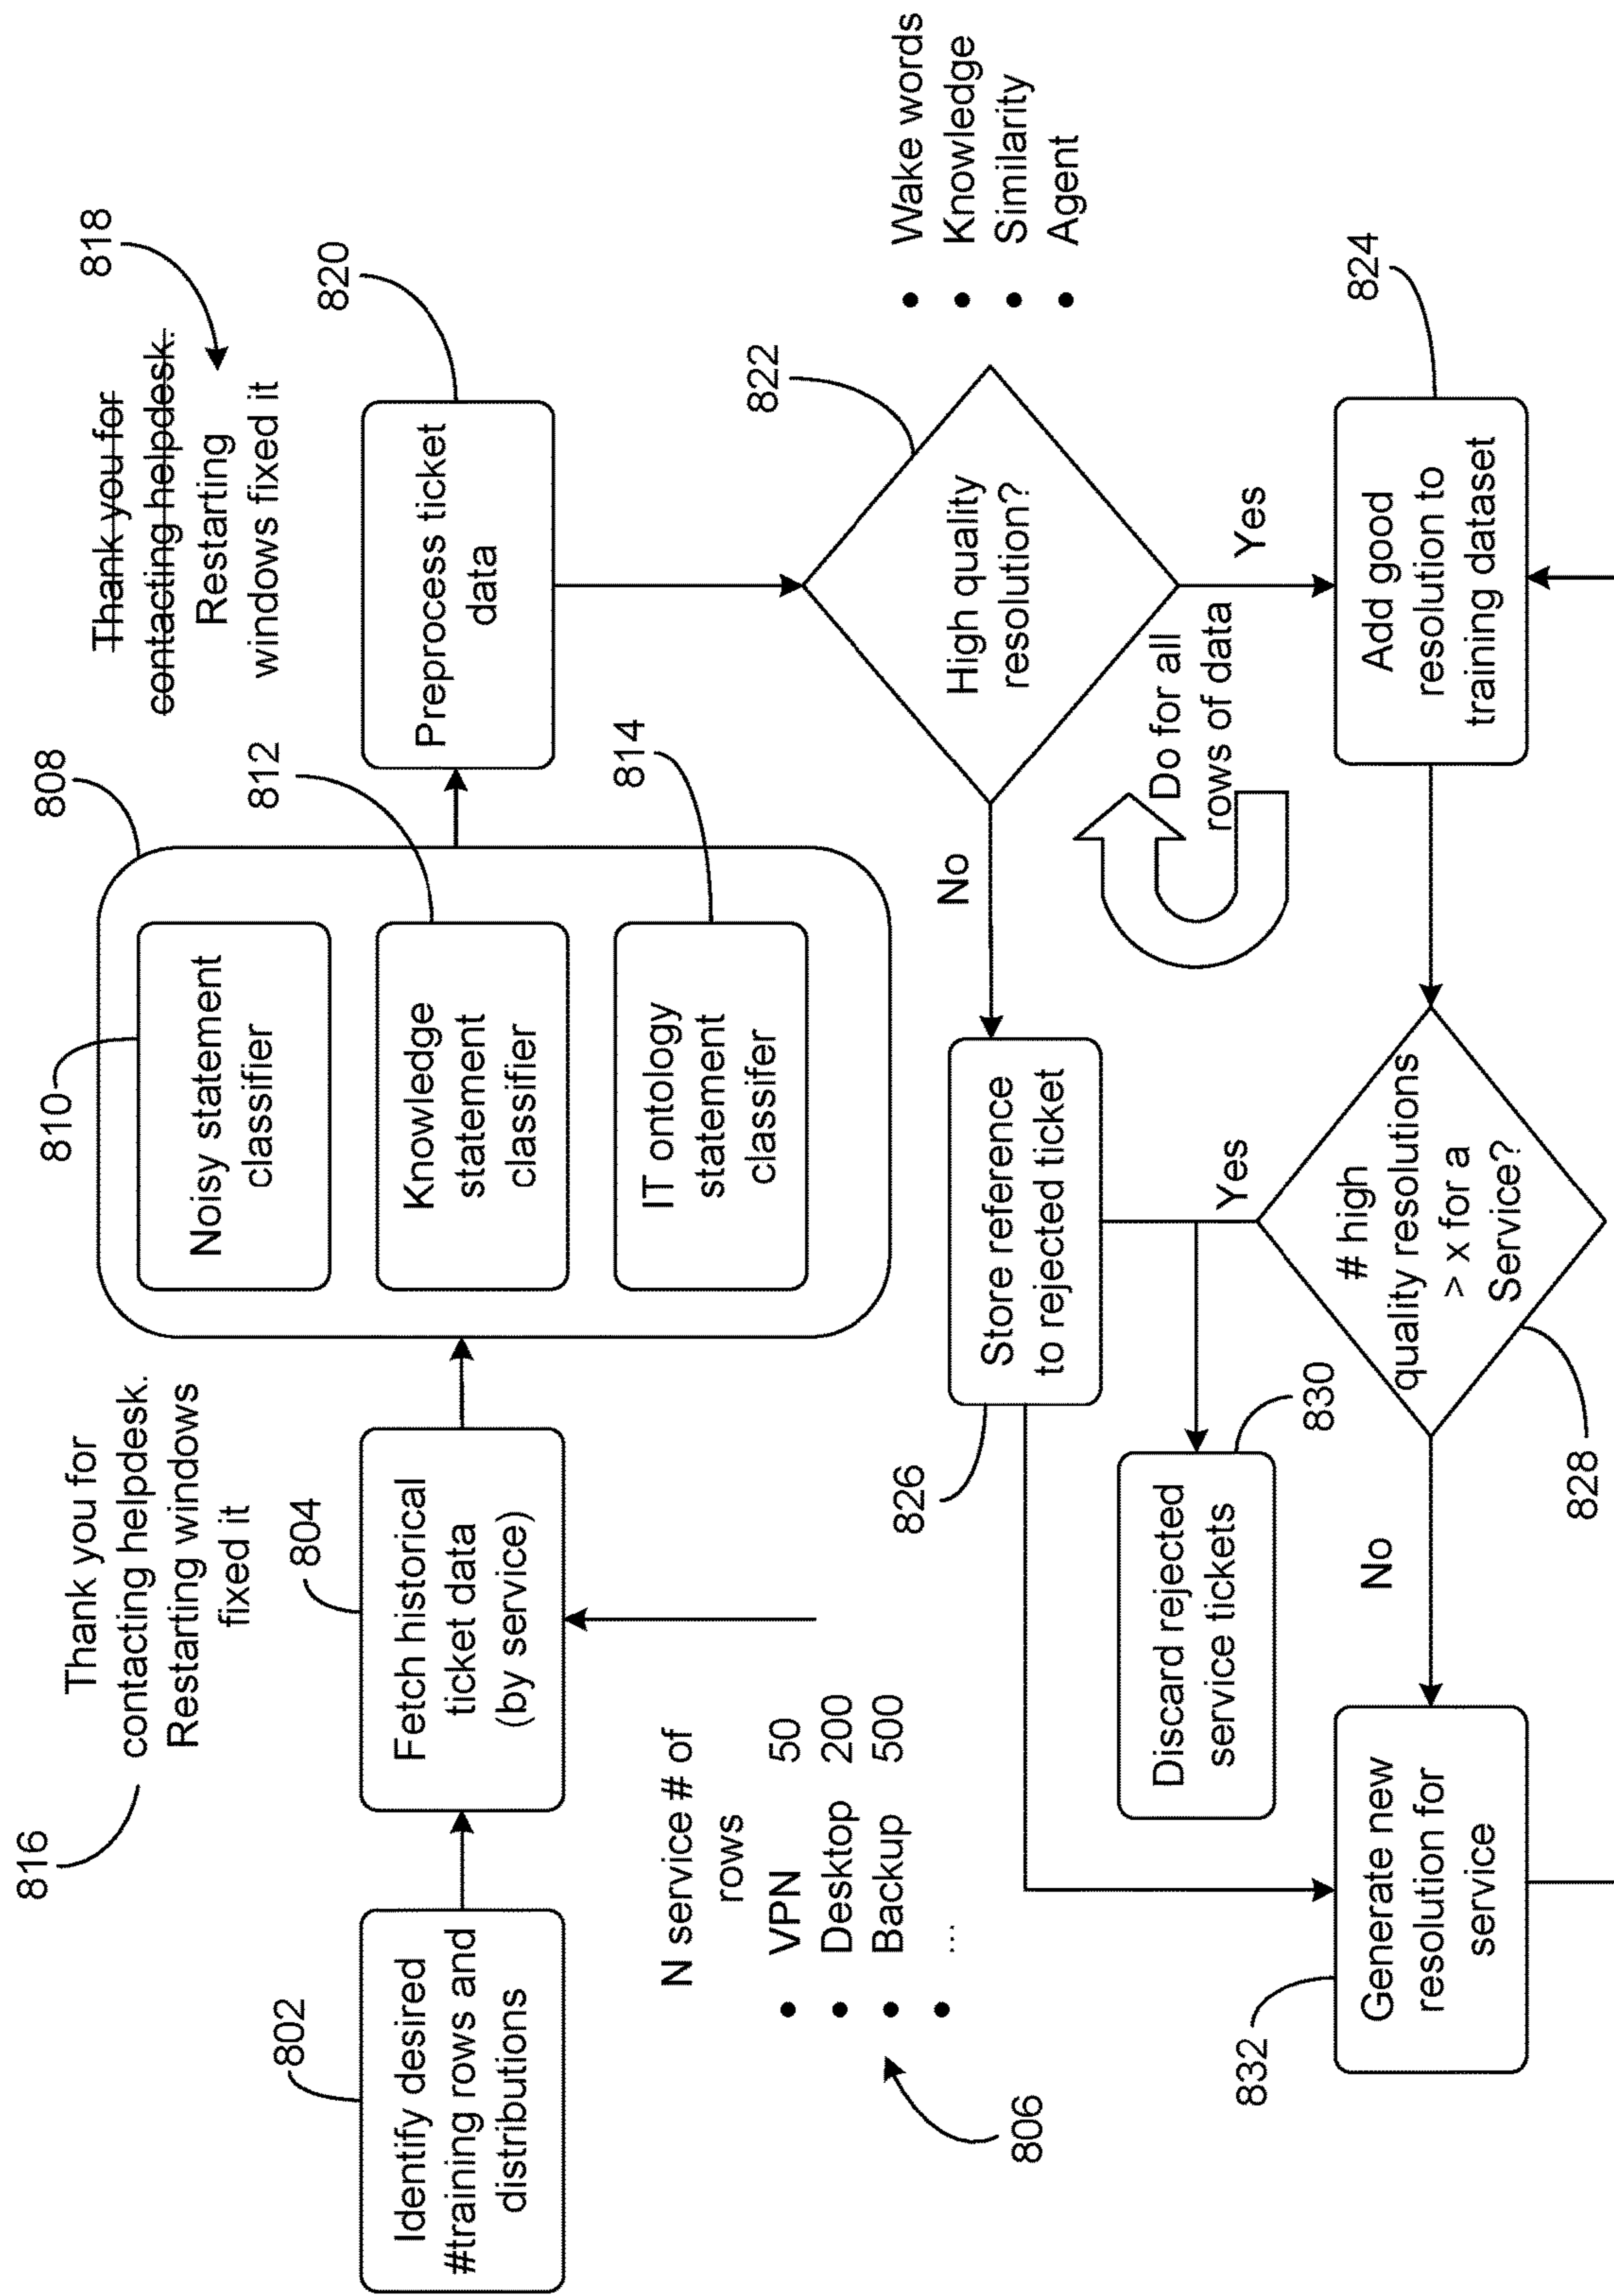 816
Thank you for
contacting helpdesk.
Restarting windows
fixed it
802
Identify desired
#training rows and
distributions
804
Fetch historical
ticket data
(by service)
806
N service # of
rows
• VPN 50
• Desktop 200
• Backup 500
• ...
808
810
Noisy statement
classifier
812
Knowledge
statement
classifier
814
IT ontology
statement
classifer
818
Thank you for
contacting helpdesk.
Restarting
windows fixed it
820
Preprocess ticket
data
822
High quality
resolution?
• Wake words
• Knowledge
• Similarity
• Agent
No
Yes
Do for all
rows of data
824
Add good
resolution to
training dataset
826
Store reference
to rejected ticket
828
# high
quality resolutions
> x for a
Service?
Yes
No
830
Discard rejected
service tickets
832
Generate new
resolution for
service